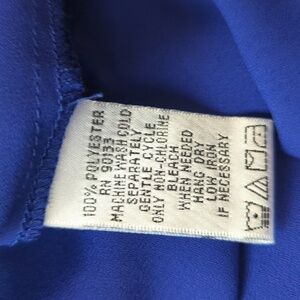 100% POLYESTER
RN 90133
MACHINE WASH COLD
SEPARATELY
GENTLE CYCLE
ONLY NON-CHLORINE
BLEACH
WHEN NEEDED
HANG DRY
LOW IRON
IF NECESSARY